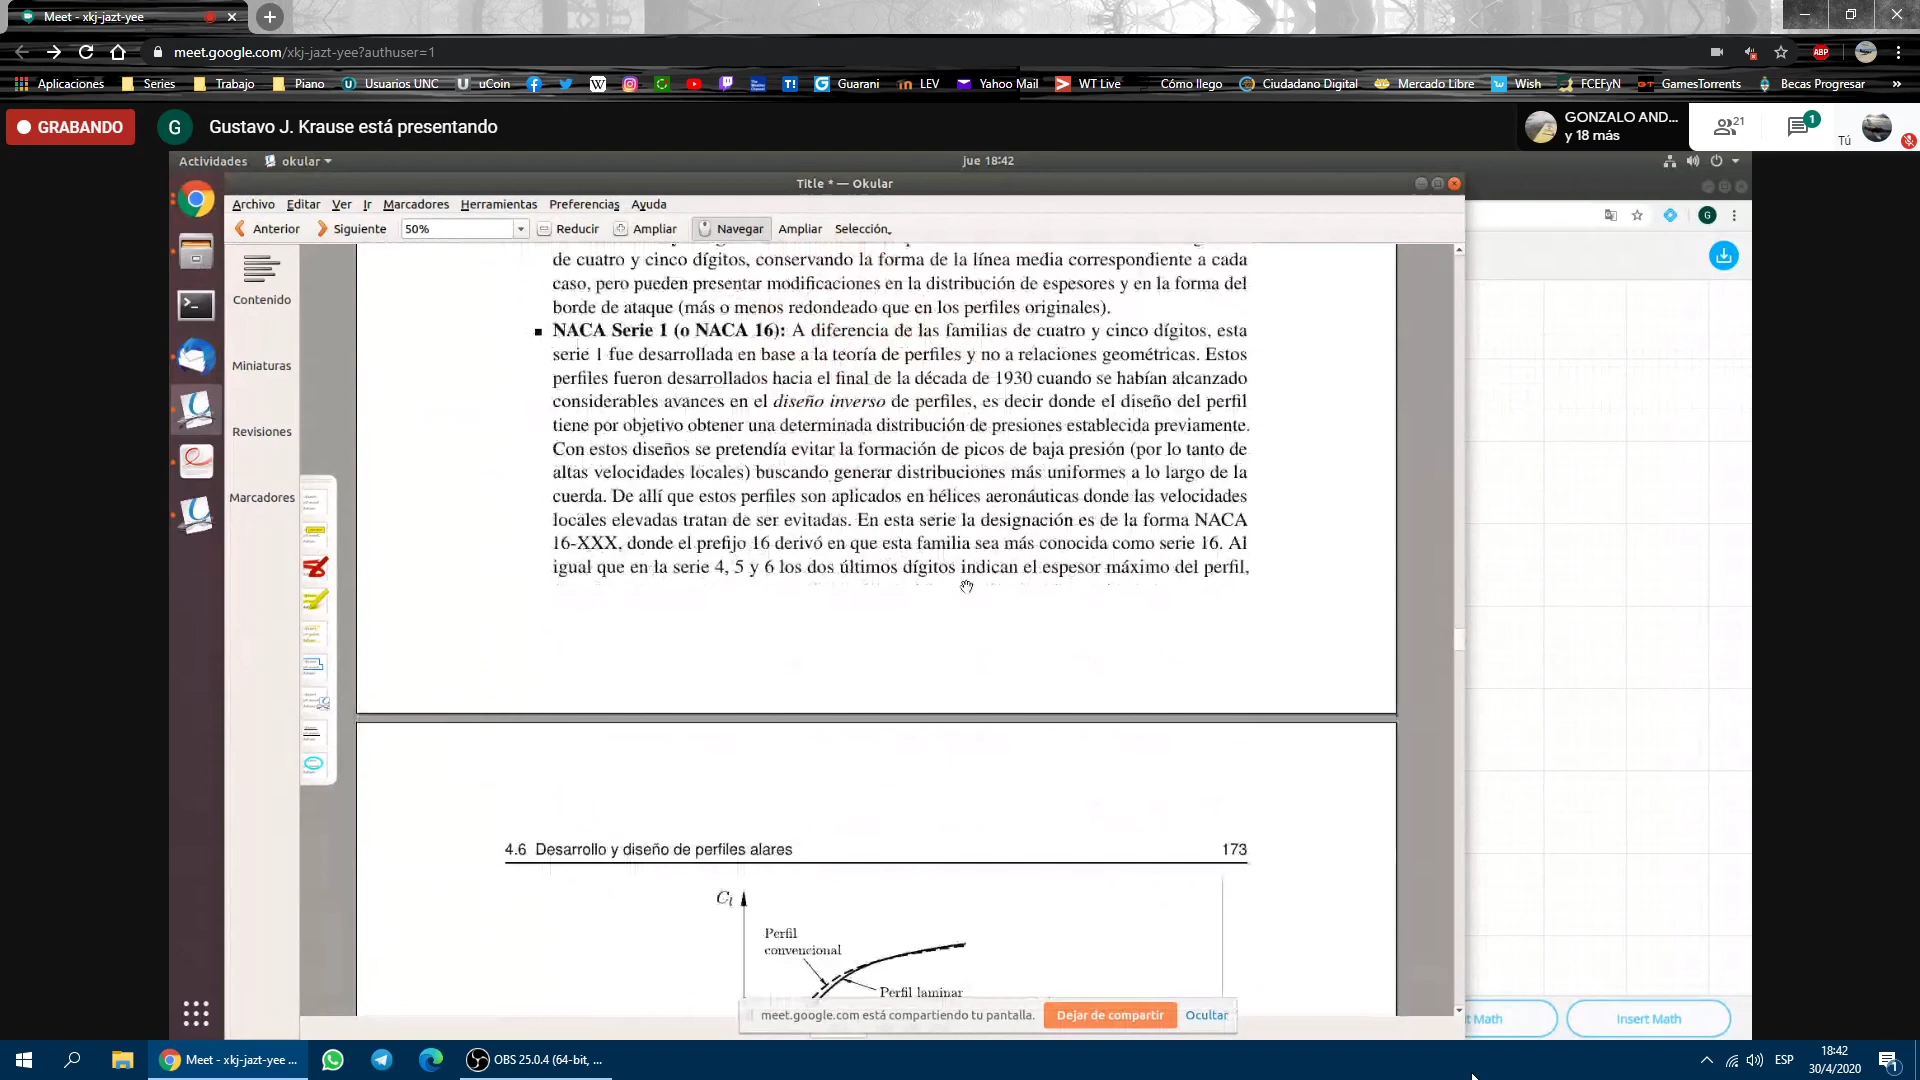 Meet - xkj-jazt-yee
meet.google.com/xkj-jazt-yee?authuser=1
ABP
Aplicaciones
Series
Trabajo
Piano
Usuarios UNC
uCoin
Guarani
LEV
Yahoo Mail
WT Live
Cómo llego
Ciudadano Digital
Mercado Libre
Wish
FCEFyN
GamesTorrents
Becas Progresar
»
GRABANDO
G
Gustavo J. Krause está presentando
GONZALO AND...
y 18 más
21
1
Tú
Actividades
okular
jue 18:42
Title * — Okular
Archivo Editar Ver Ir Marcadores Herramientas Preferencias Ayuda
Anterior Siguiente 50% Reducir Ampliar Navegar Ampliar Selección
G
Contenido
Miniaturas
Revisiones
Marcadores
de cuatro y cinco dígitos, conservando la forma de la línea media correspondiente a cada
caso, pero pueden presentar modificaciones en la distribución de espesores y en la forma del
borde de ataque (más o menos redondeado que en los perfiles originales).
NACA Serie 1 (o NACA 16): A diferencia de las familias de cuatro y cinco dígitos, esta
serie 1 fue desarrollada en base a la teoría de perfiles y no a relaciones geométricas. Estos
perfiles fueron desarrollados hacia el final de la década de 1930 cuando se habían alcanzado
considerables avances en el diseño inverso de perfiles, es decir donde el diseño del perfil
tiene por objetivo obtener una determinada distribución de presiones establecida previamente.
Con estos diseños se pretendía evitar la formación de picos de baja presión (por lo tanto de
altas velocidades locales) buscando generar distribuciones más uniformes a lo largo de la
cuerda. De allí que estos perfiles son aplicados en hélices aeronáuticas donde las velocidades
locales elevadas tratan de ser evitadas. En esta serie la designación es de la forma NACA
16-XXX, donde el prefijo 16 derivó en que esta familia sea más conocida como serie 16. Al
igual que en la serie 4, 5 y 6 los dos últimos dígitos indican el espesor máximo del perfil,
4.6 Desarrollo y diseño de perfiles alares 173
Cl
Perfil
convencional
Perfil laminar
meet.google.com está compartiendo tu pantalla.
Dejar de compartir
Ocultar
t Math
Insert Math
Meet - xkj-jazt-yee ...
OBS 25.0.4 (64-bit, ...
ESP
18:42
30/4/2020
1